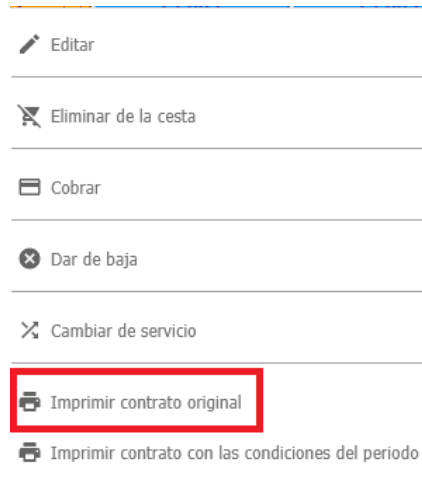 Editar
Eliminar de la cesta
Cobrar
Dar de baja
Cambiar de servicio
Imprimir contrato original
Imprimir contrato con las condiciones del periodo